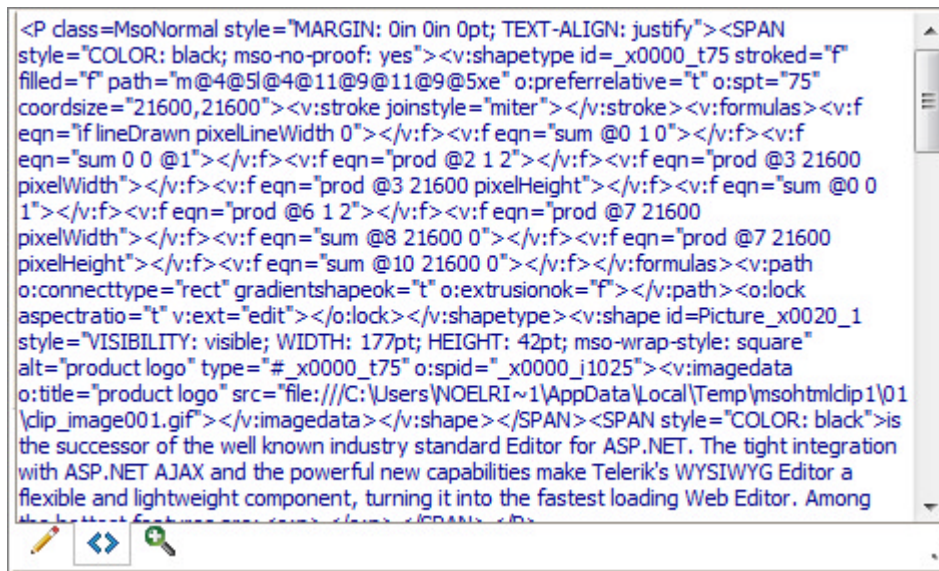 <P class=MsoNormal style="MARGIN: 0in 0in 0pt; TEXT-ALIGN: justify"><SPAN
style="COLOR: black; mso-no-proof: yes"><v:shapetype id=_x0000_t75 stroked="f"
filled="f" path="m@4@5l@4@11@9@11@9@5xe" o:preferrelative="t" o:spt="75"
coordsize="21600,21600"><v:stroke joinstyle="miter"></v:stroke><v:formulas><v:f
eqn="if lineDrawn pixelLineWidth 0"></v:f><v:f eqn="sum @0 1 0"></v:f><v:f
eqn="sum 0 0 @1"></v:f><v:f eqn="prod @2 1 2"></v:f><v:f eqn="prod @3 21600
pixelWidth"></v:f><v:f eqn="prod @3 21600 pixelHeight"></v:f><v:f eqn="sum @0 0
1"></v:f><v:f eqn="prod @6 1 2"></v:f><v:f eqn="prod @7 21600
pixelWidth"></v:f><v:f eqn="sum @8 21600 0"></v:f><v:f eqn="prod @7 21600
pixelHeight"></v:f><v:f eqn="sum @10 21600 0"></v:f></v:formulas><v:path
o:connecttype="rect" gradientshapeok="t" o:extrusionok="f"></v:path><o:lock
aspectratio="t" v:ext="edit"></o:lock></v:shapetype><v:shape id=Picture_x0020_1
style="VISIBILITY: visible; WIDTH: 177pt; HEIGHT: 42pt; mso-wrap-style: square"
alt="product logo" type="#_x0000_t75" o:spid="_x0000_i1025"><v:imagedata
o:title="product logo" src="file:///C:\Users\NOELRI~1\AppData\Local\Temp\msohtmlclip1\01
\clip_image001.gif"></v:imagedata></v:shape></SPAN><SPAN style="COLOR: black">is
the successor of the well known industry standard Editor for ASP.NET. The tight integration
with ASP.NET AJAX and the powerful new capabilities make Telerik's WYSIWYG Editor a
flexible and lightweight component, turning it into the fastest loading Web Editor. Among
the hottest features are: <o:p></o:p></SPAN></P>